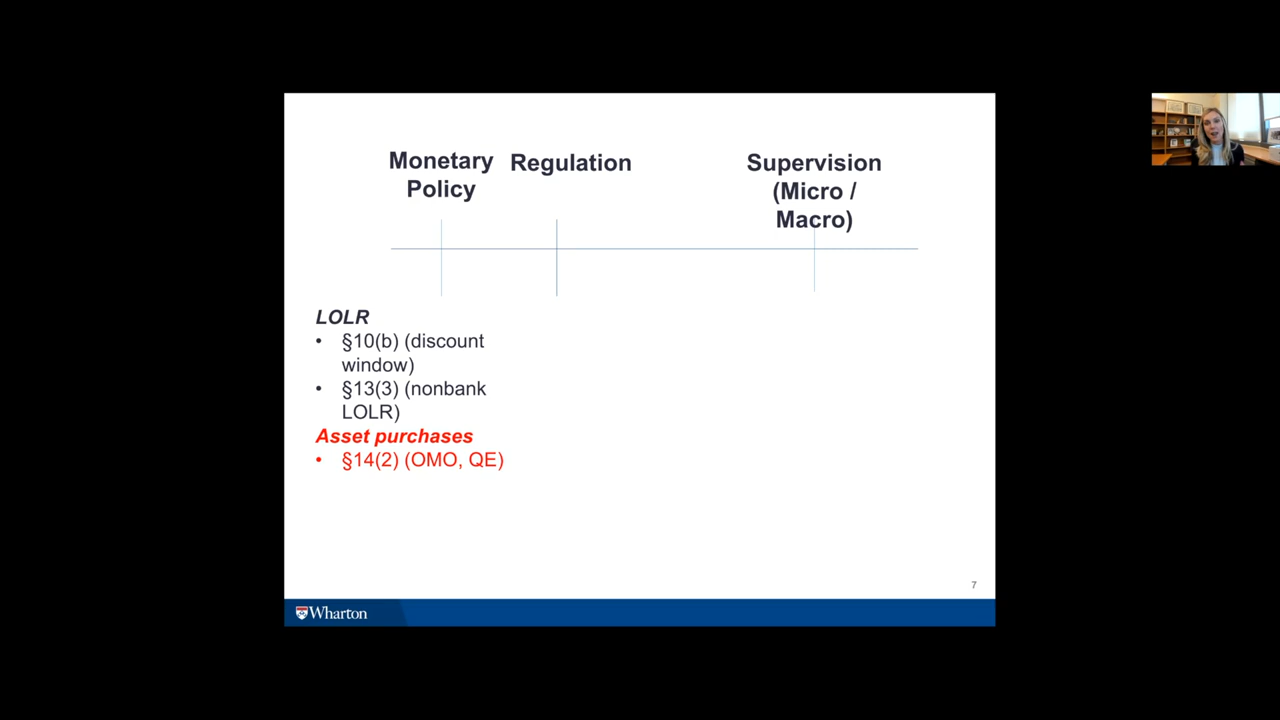 Monetary
Policy
Regulation
Supervision
(Micro /
Macro)
LOLR
• §10(b) (discount
window)
• §13(3) (nonbank
LOLR)
Asset purchases
• §14(2) (OMO, QE)
7
Wharton